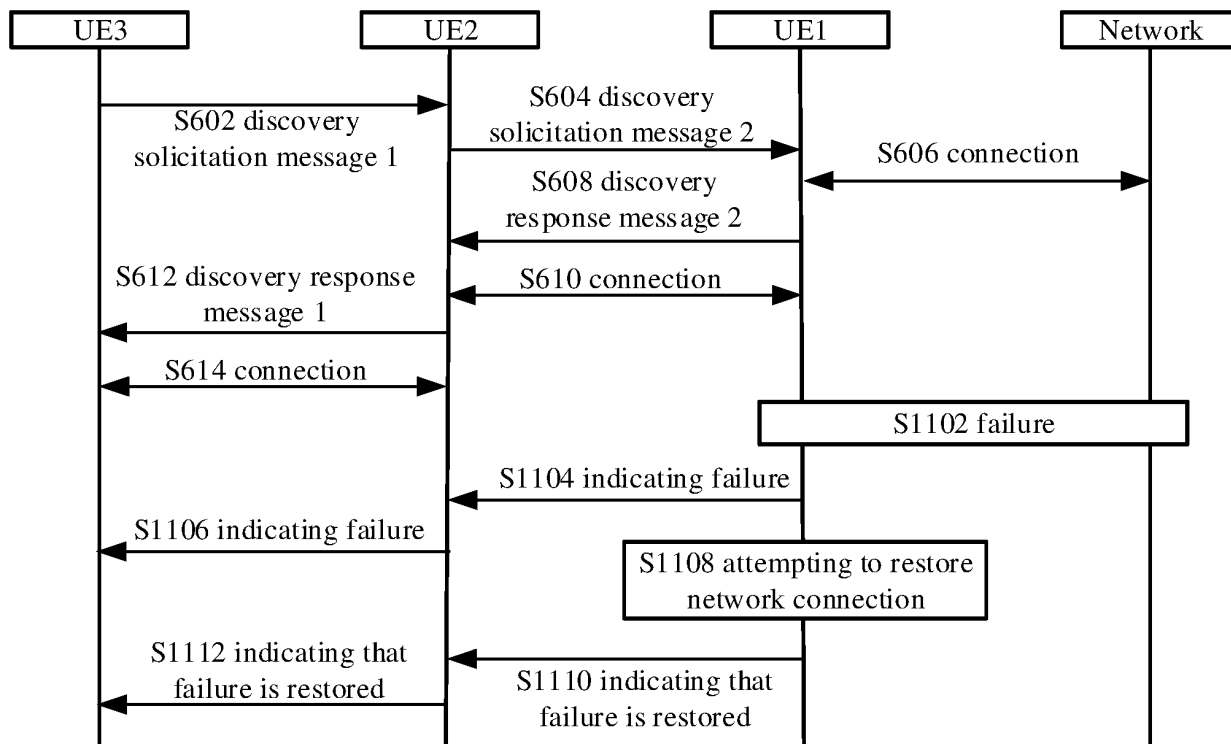 UE3
UE2
UE1
Network
S602 discovery
solicitation message 1
S604 discovery
solicitation message 2
S606 connection
S608 discovery
response message 2
S610 connection
S612 discovery response
message 1
S614 connection
S1102 failure
S1104 indicating failure
S1106 indicating failure
S1108 attempting to restore
network connection
S1110 indicating that
failure is restored
S1112 indicating that
failure is restored